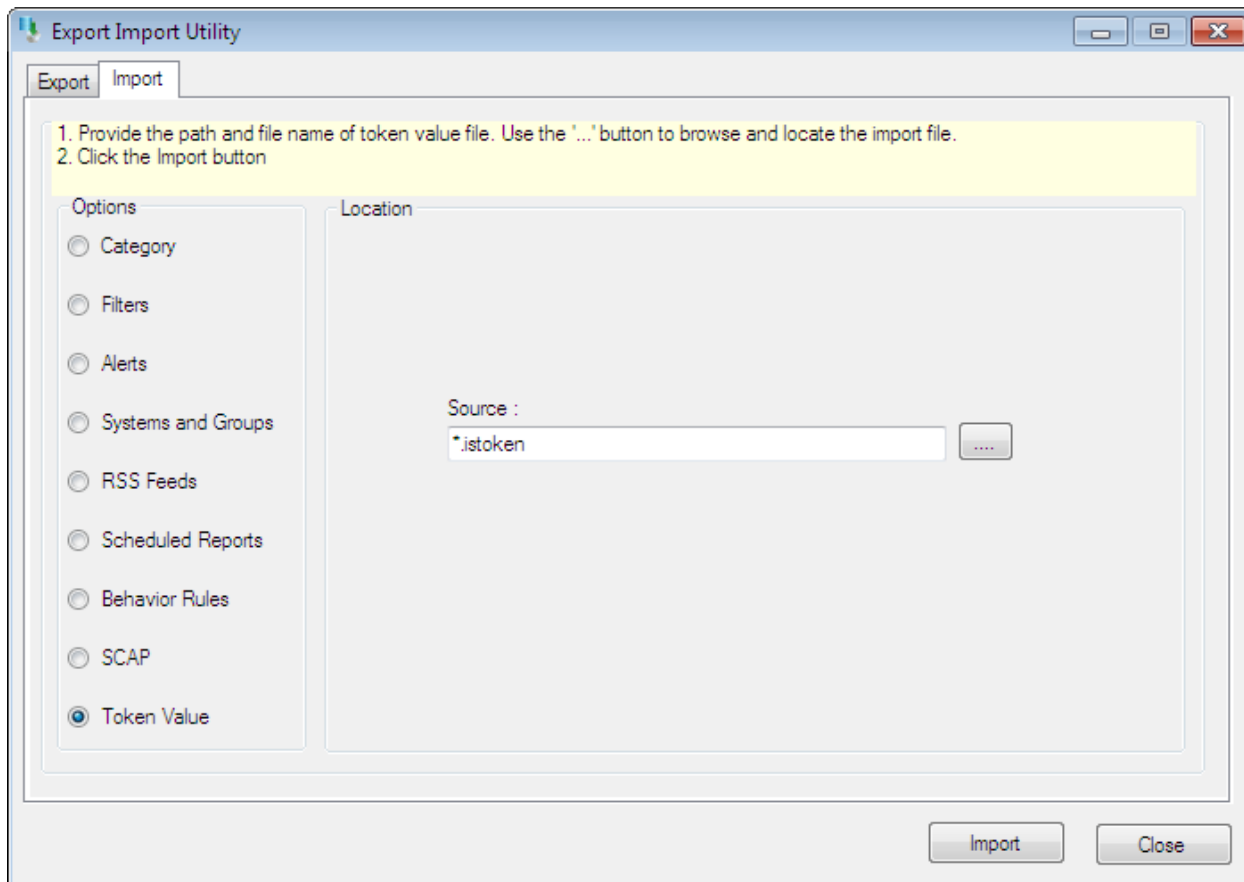 Export Import Utility
Export
Import
1. Provide the path and file name of token value file. Use the '...' button to browse and locate the import file.
2. Click the Import button
Options
Category
Filters
Alerts
Systems and Groups
RSS Feeds
Scheduled Reports
Behavior Rules
SCAP
Token Value
Location
Source :
*.istoken
....
Import
Close